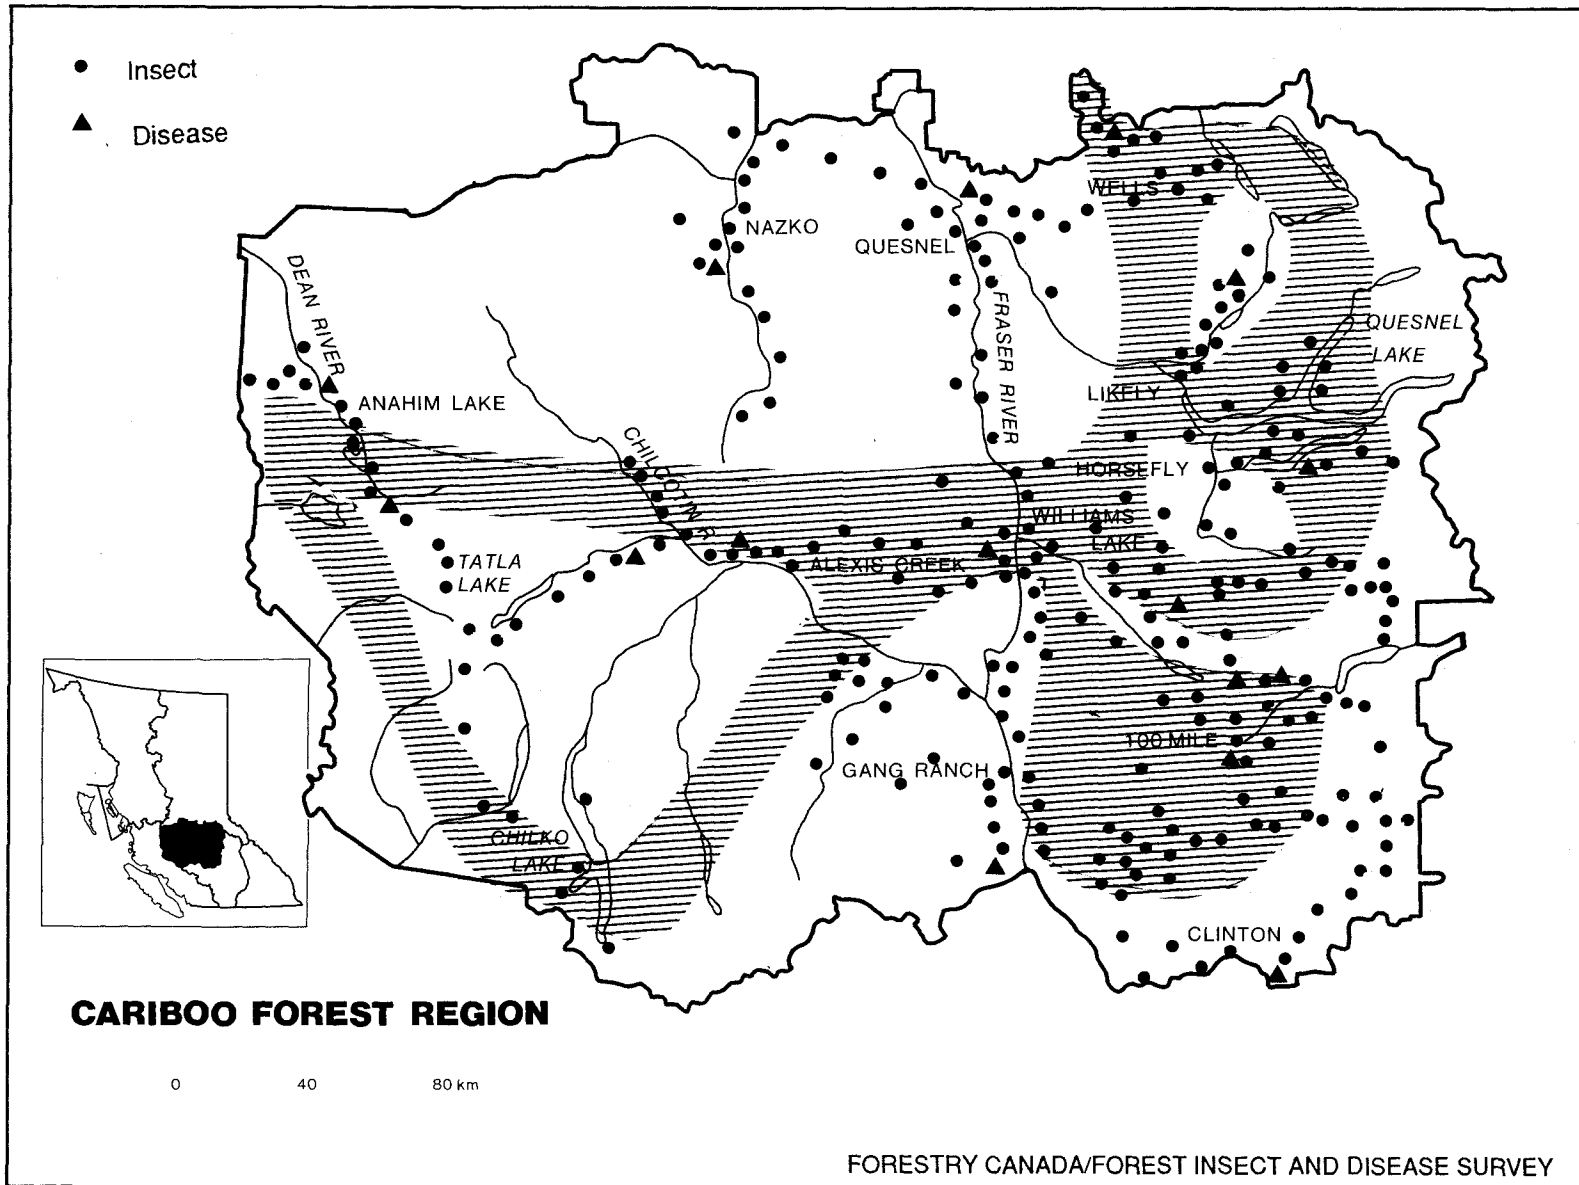 Insect
Disease
WELLS
NAZKO
QUESNEL
DEAN RIVER
FRASER RIVER
QUESNEL
LAKE
LIKELY
ANAHIM LAKE
CHILCOTIN R.
HORSEFLY
WILLIAMS
LAKE
TATLA
LAKE
ALEXIS CREEK
100 MILE
GANG RANCH
CHILKO
LAKE
CLINTON
CARIBOO FOREST REGION
0 40 80 km
FORESTRY CANADA/FOREST INSECT AND DISEASE SURVEY